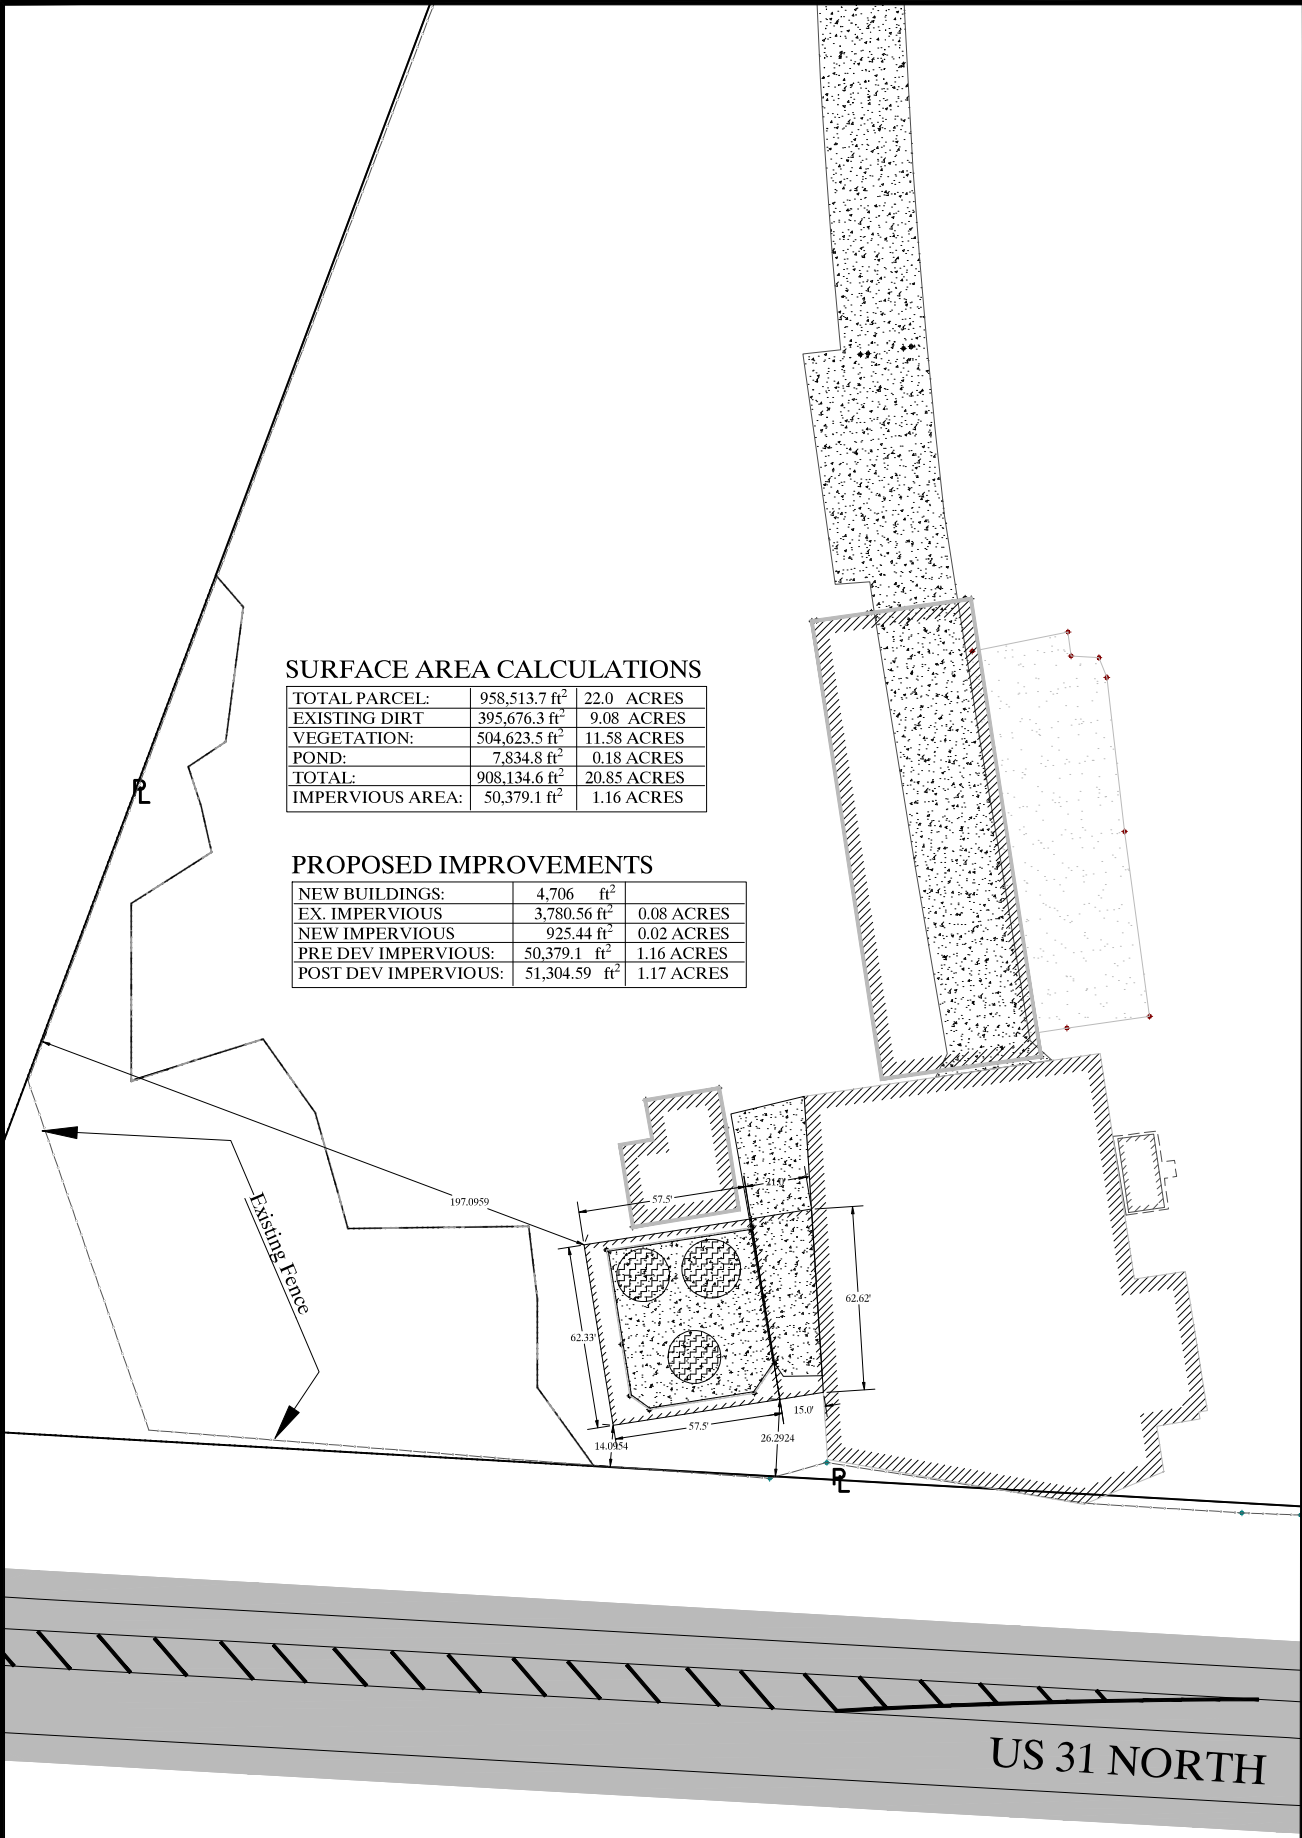 SURFACE AREA CALCULATIONS
TOTAL PARCEL: 958,513.7 ft² 22.0 ACRES
EXISTING DIRT 395,676.3 ft² 9.08 ACRES
VEGETATION: 504,623.5 ft² 11.58 ACRES
POND: 7,834.8 ft² 0.18 ACRES
TOTAL: 908,134.6 ft² 20.85 ACRES
IMPERVIOUS AREA: 50,379.1 ft² 1.16 ACRES
PL
PROPOSED IMPROVEMENTS
NEW BUILDINGS: 4,706 ft²
EX. IMPERVIOUS 3,780.56 ft² 0.08 ACRES
NEW IMPERVIOUS 925.44 ft² 0.02 ACRES
PRE DEV IMPERVIOUS: 50,379.1 ft² 1.16 ACRES
POST DEV IMPERVIOUS: 51,304.59 ft² 1.17 ACRES
197.0959
57.5'
Existing Fence
62.62'
62.33'
15.0'
57.5'
26.2924
14.0954
PL
US 31 NORTH